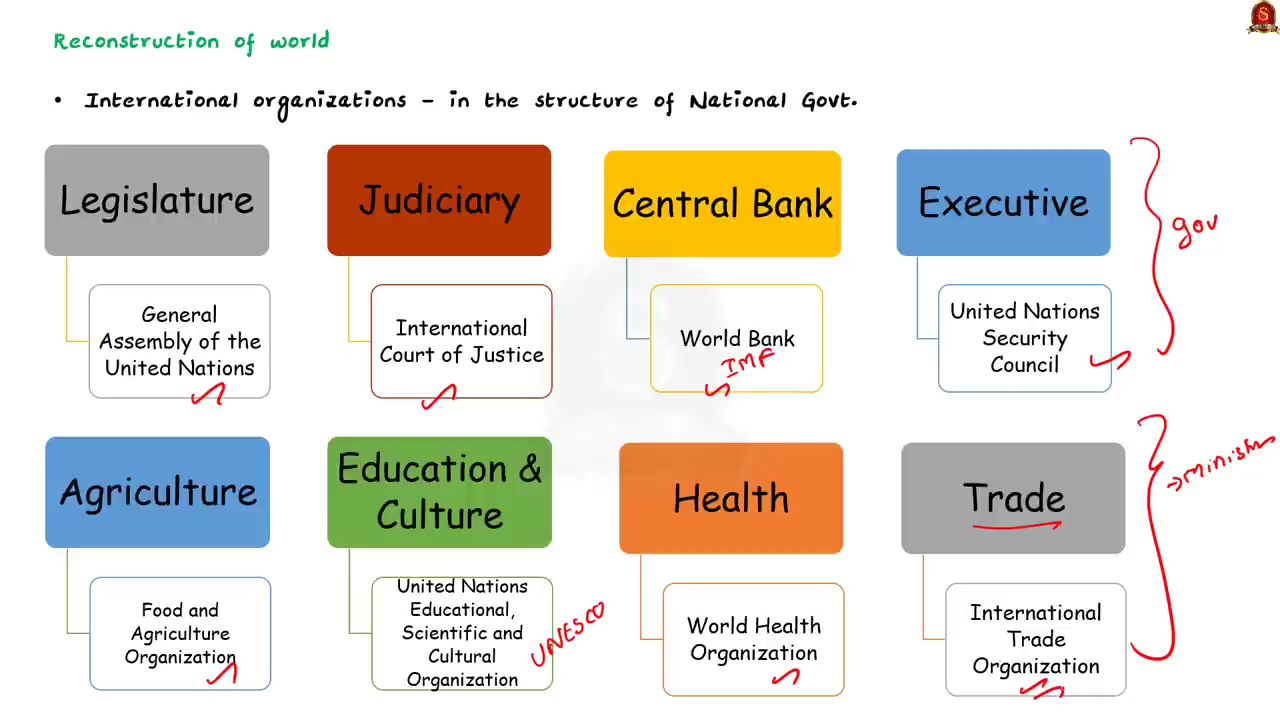 Reconstruction of world
• International organizations - in the structure of National Govt.
Legislature
Judiciary
Central Bank
Executive
gov
General
Assembly of the
United Nations
International
Court of Justice
World Bank
IMF
United Nations
Security
Council
Agriculture
Education &
Culture
Health
Trade
Food and
Agriculture
Organization
United Nations
Educational,
Scientific and
Cultural
Organization
UNESCO
World Health
Organization
International
Trade
Organization